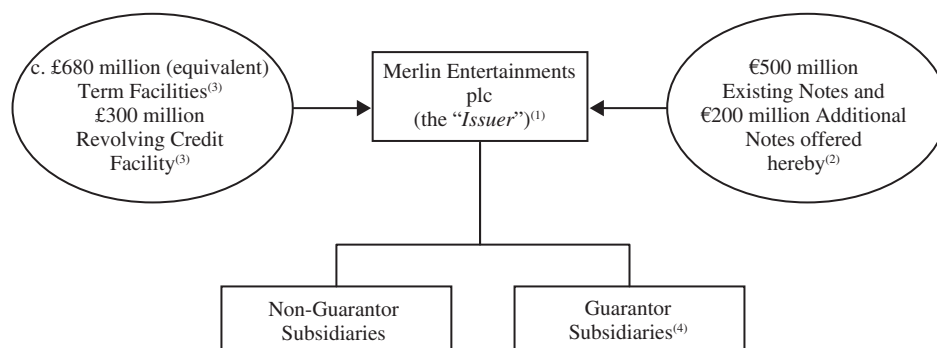 c. £680 million (equivalent)
Term Facilities(3)
£300 million
Revolving Credit
Facility(3)
Merlin Entertainments
plc
(the “Issuer”)(1)
€500 million
Existing Notes and
€200 million Additional
Notes offered
hereby(2)
Non-Guarantor
Subsidiaries
Guarantor
Subsidiaries(4)